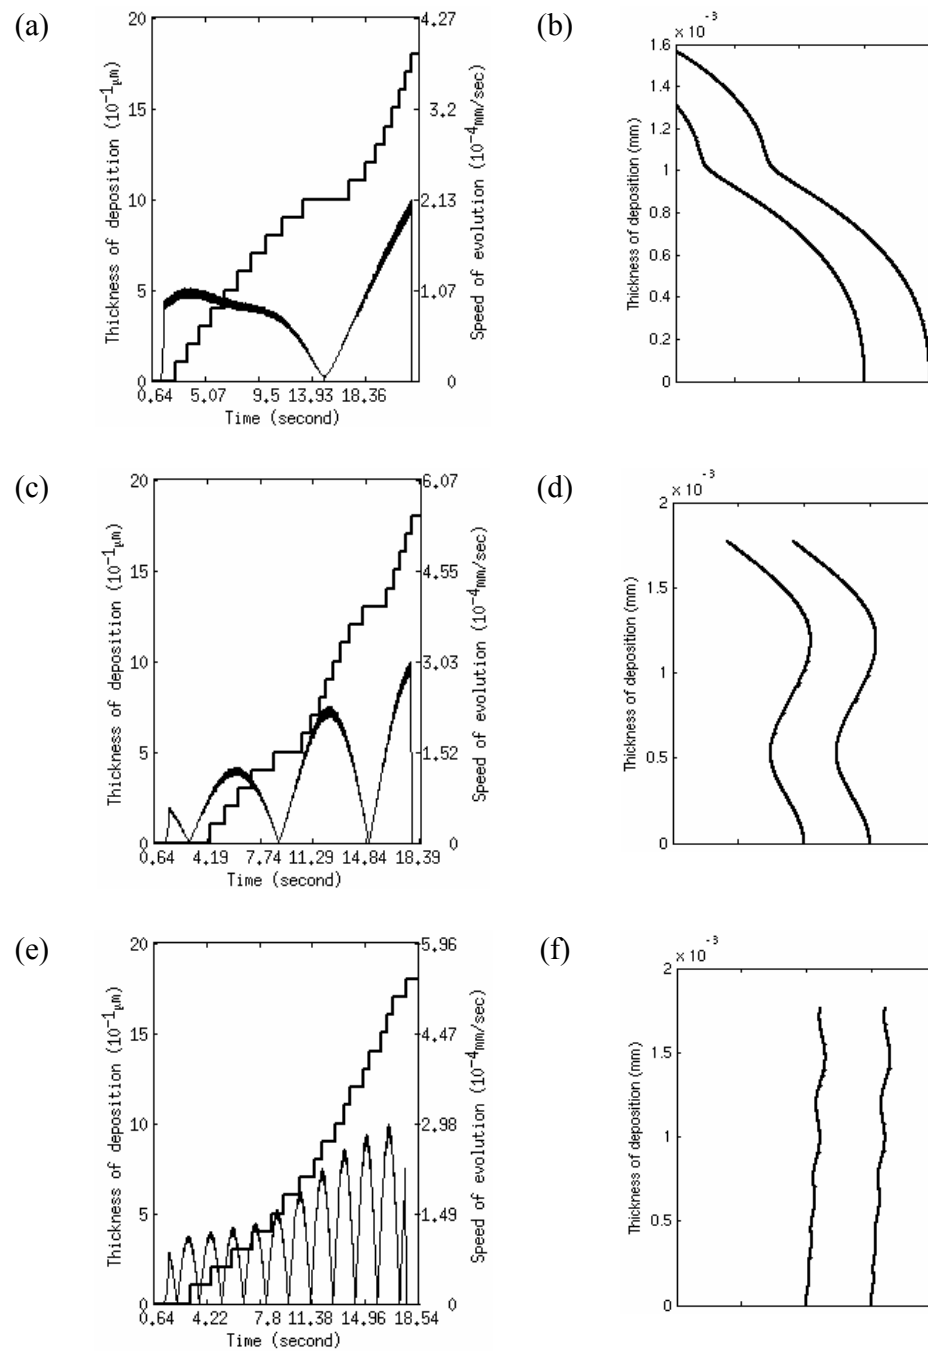 (a)
20
15
10
5
0
Thickness of deposition (10⁻¹μm)
4.27
3.2
2.13
1.07
0
Speed of evolution (10⁻⁴mm/sec)
0.64 5.07 9.5 13.93 18.36
Time (second)
(b)
x 10⁻³
1.6
1.4
1.2
1
0.8
0.6
0.4
0.2
0
Thickness of deposition (mm)
(c)
20
15
10
5
0
Thickness of deposition (10⁻¹μm)
6.07
4.55
3.03
1.52
0
Speed of evolution (10⁻⁴mm/sec)
0.64 4.19 7.74 11.29 14.84 18.39
Time (second)
(d)
x 10⁻³
2
1.5
1
0.5
0
Thickness of deposition (mm)
(e)
20
15
10
5
0
Thickness of deposition (10⁻¹μm)
5.96
4.47
2.98
1.49
0
Speed of evolution (10⁻⁴mm/sec)
0.64 4.22 7.8 11.38 14.96 18.54
Time (second)
(f)
x 10⁻³
2
1.5
1
0.5
0
Thickness of deposition (mm)